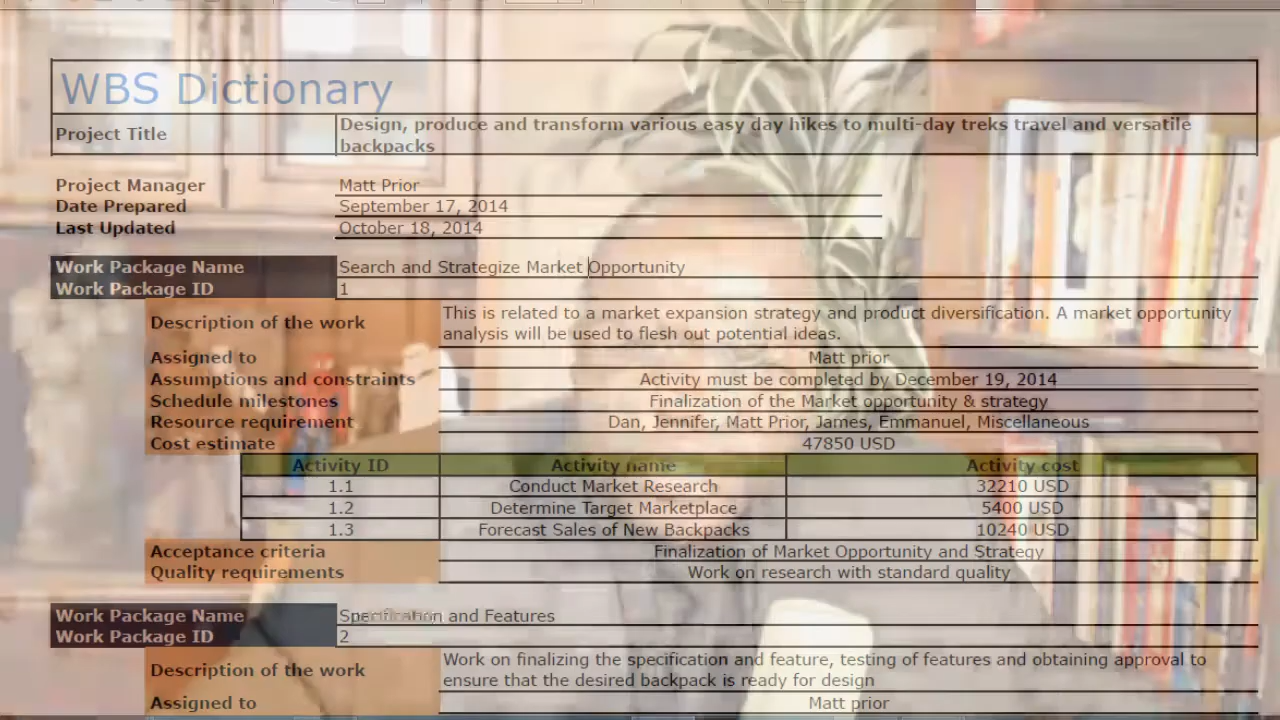 WBS Dictionary
Project Title
Design, produce and transform various easy day hikes to multi-day treks travel and versatile
backpacks
Project Manager Matt Prior
Date Prepared September 17, 2014
Last Updated October 18, 2014
Work Package Name Search and Strategize Market Opportunity
Work Package ID 1
Description of the work
This is related to a market expansion strategy and product diversification. A market opportunity
analysis will be used to flesh out potential ideas.
Assigned to Matt prior
Assumptions and constraints Activity must be completed by December 19, 2014
Schedule milestones Finalization of the Market opportunity & strategy
Resource requirement Dan, Jennifer, Matt Prior, James, Emmanuel, Miscellaneous
Cost estimate 47850 USD
Activity ID Activity name Activity cost
1.1 Conduct Market Research 32210 USD
1.2 Determine Target Marketplace 5400 USD
1.3 Forecast Sales of New Backpacks 10240 USD
Acceptance criteria Finalization of Market Opportunity and Strategy
Quality requirements Work on research with standard quality
Work Package Name Specification and Features
Work Package ID 2
Description of the work
Work on finalizing the specification and feature, testing of features and obtaining approval to
ensure that the desired backpack is ready for design
Assigned to Matt prior